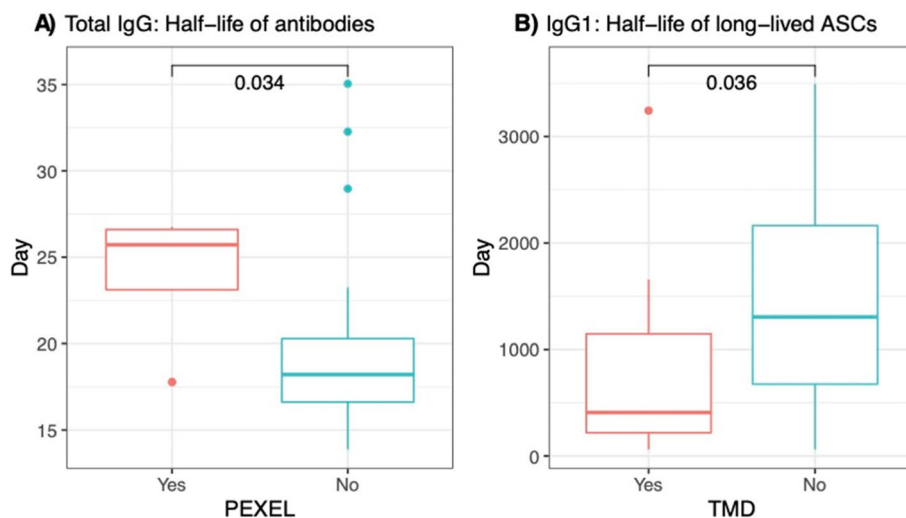 A) Total IgG: Half-life of antibodies
0.034
35
30
25
20
15
Day
Yes No
PEXEL
B) IgG1: Half-life of long-lived ASCs
0.036
3000
2000
1000
0
Day
Yes No
TMD